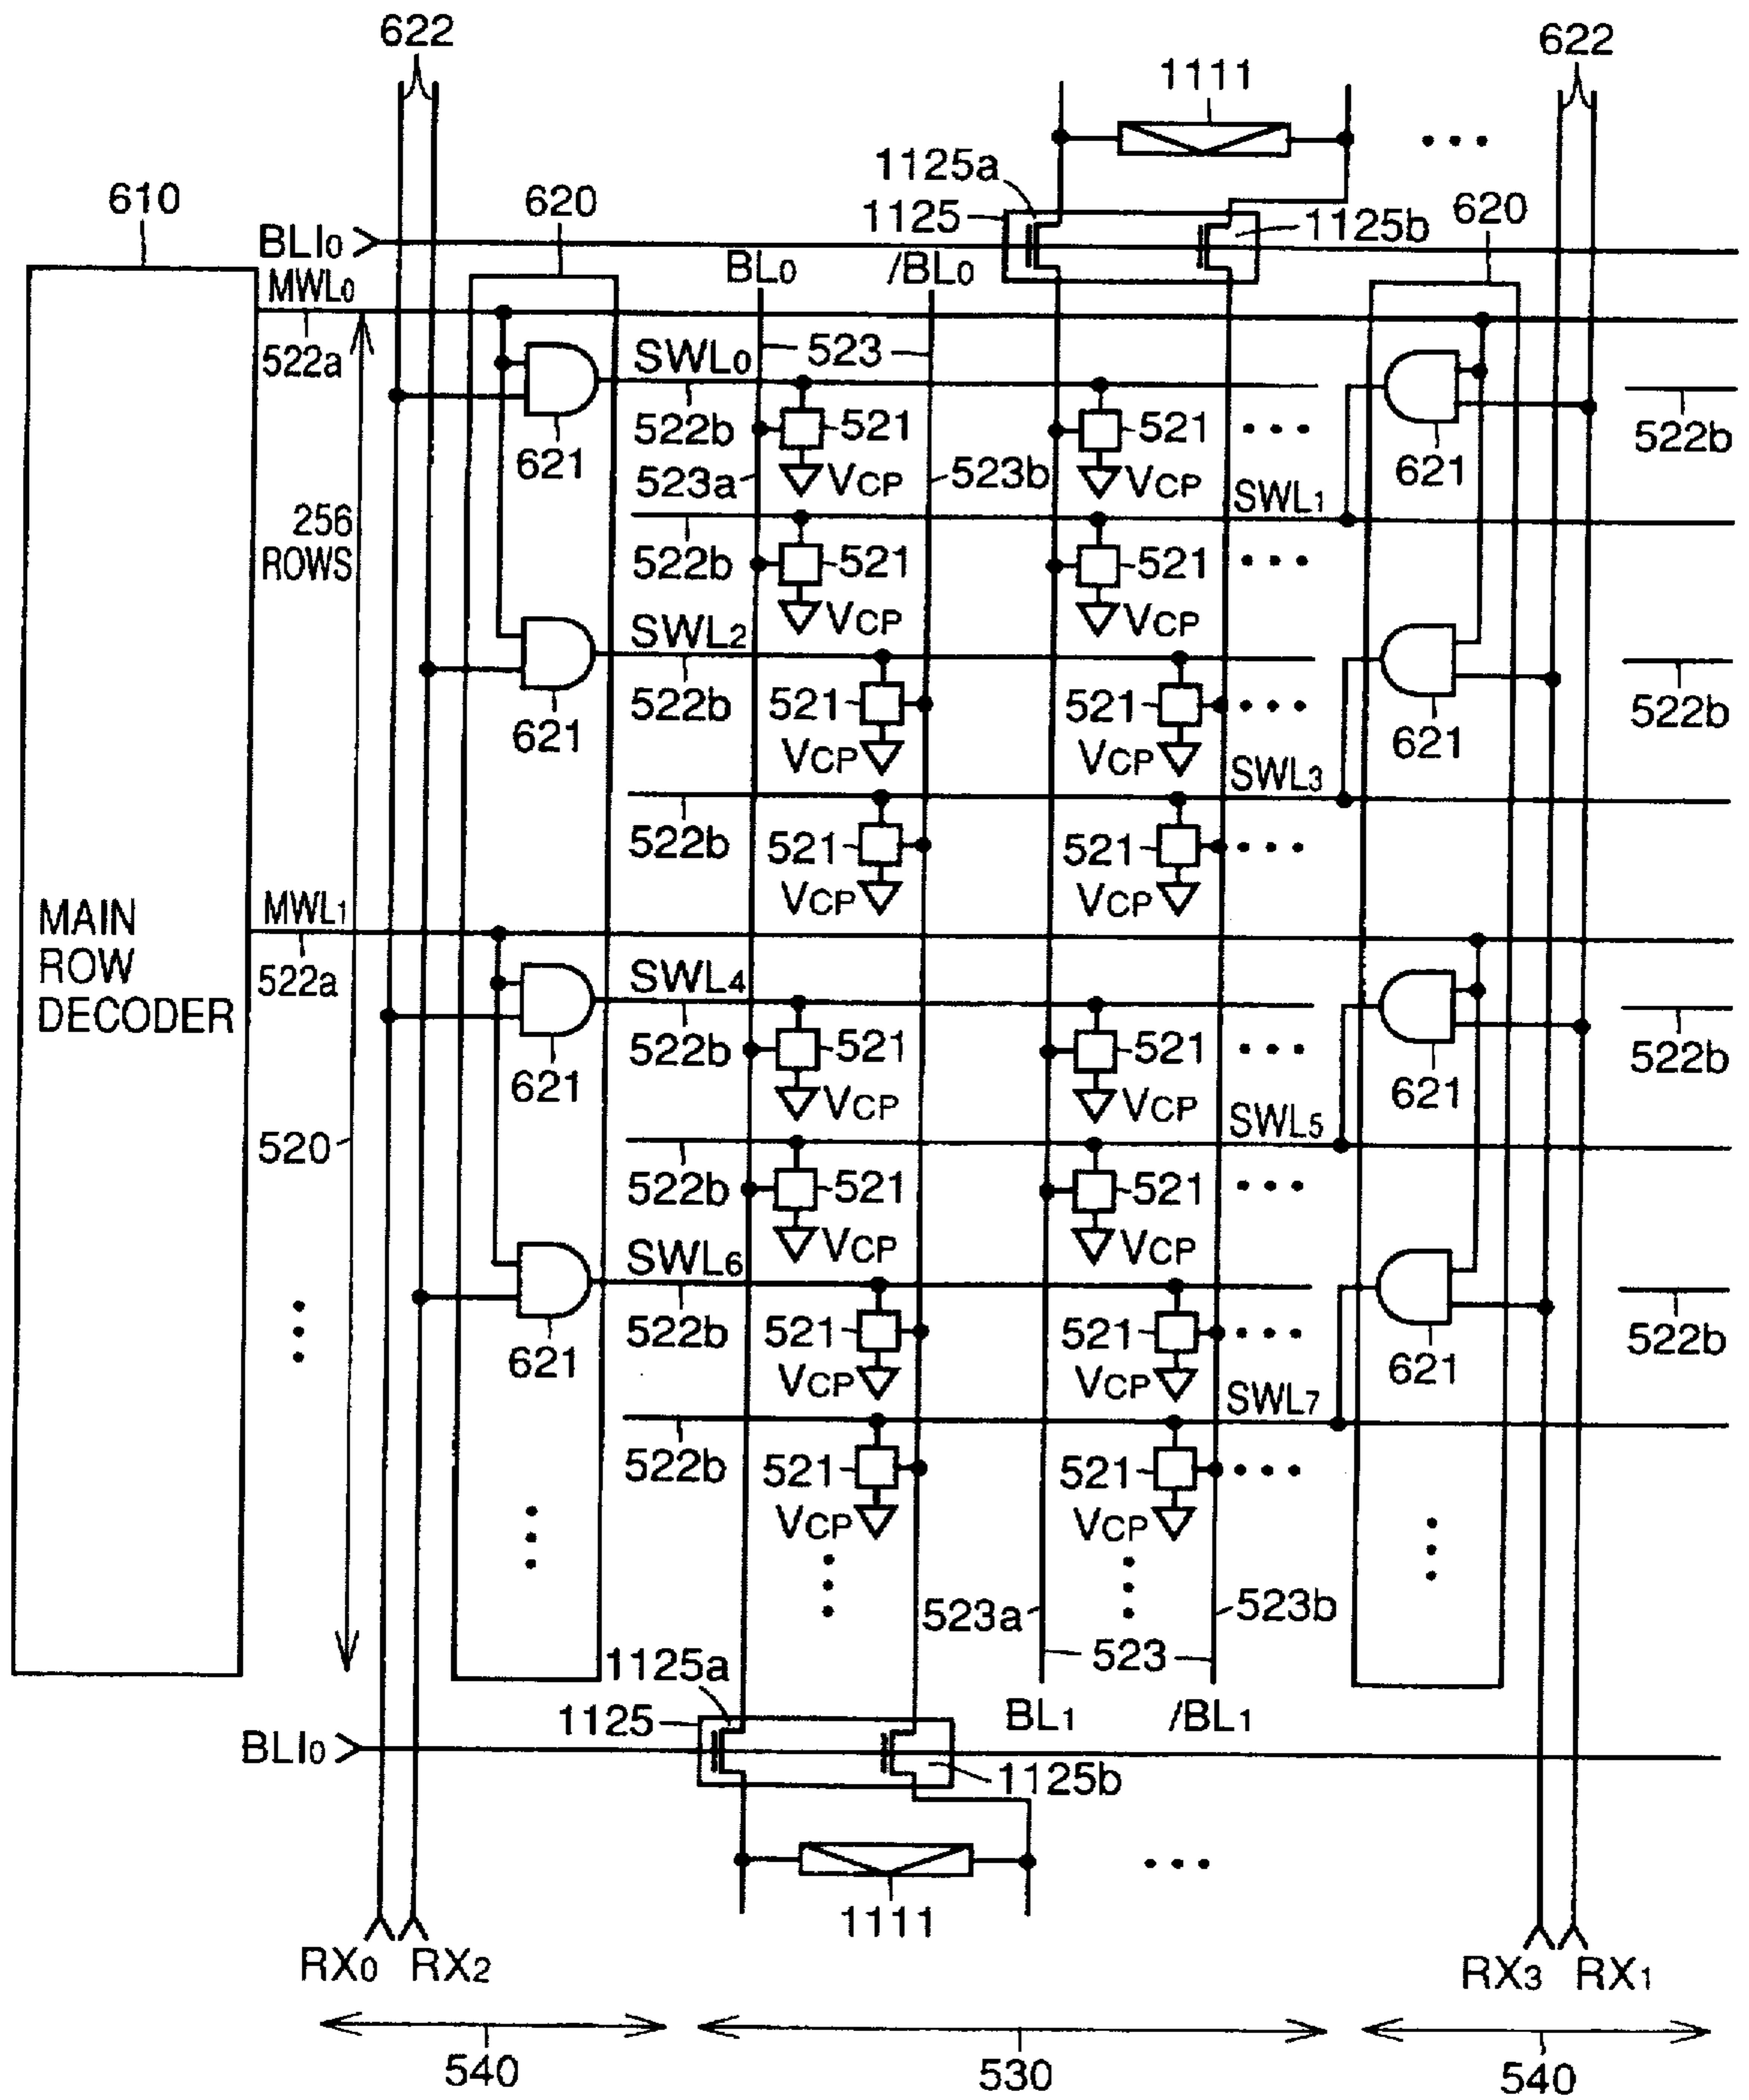 622
622
1111
1125a
610
620
1125
1125b
620
BLI0
BL0
/BL0
MWL0
522a
SWL0
523
522b
521
521
522b
621
523a
VCP
523b
VCP
SWL1
621
256
ROWS
522b
521
521
VCP
VCP
SWL2
522b
521
521
522b
621
VCP
VCP
SWL3
621
522b
521
521
VCP
VCP
MAIN
ROW
DECODER
MWL1
522a
SWL4
522b
521
521
522b
621
VCP
VCP
621
520
SWL5
522b
521
521
VCP
VCP
SWL6
522b
521
521
522b
621
VCP
VCP
621
SWL7
522b
521
521
VCP
VCP
523a
523b
523
1125a
1125
BL1
/BL1
BLI0
1125b
1111
RX0
RX2
RX3
RX1
540
530
540